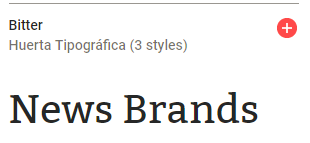 Bitter
Huerta Tipográfica (3 styles)
News Brands